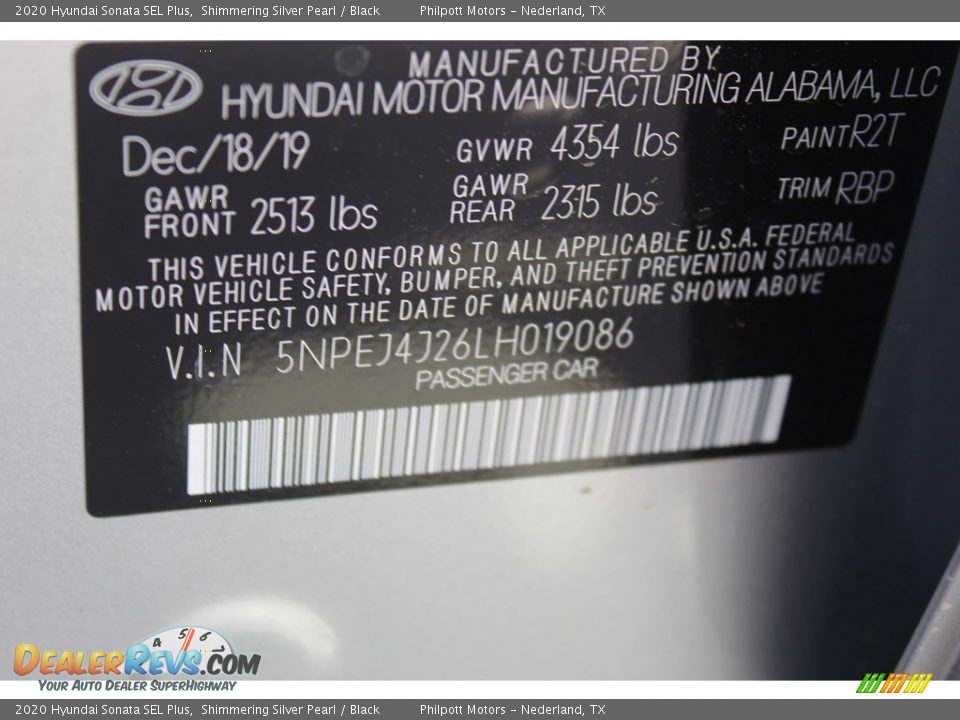 2020 Hyundai Sonata SEL Plus, Shimmering Silver Pearl / Black Philpott Motors – Nederland, TX
MANUFACTURED BY
HYUNDAI MOTOR MANUFACTURING ALABAMA, LLC
Dec/18/19 GVWR 4354 lbs PAINT R2T
GAWR FRONT 2513 lbs GAWR REAR 2315 lbs TRIM RBP
THIS VEHICLE CONFORMS TO ALL APPLICABLE U.S.A. FEDERAL
MOTOR VEHICLE SAFETY, BUMPER, AND THEFT PREVENTION STANDARDS
IN EFFECT ON THE DATE OF MANUFACTURE SHOWN ABOVE
V.I.N 5NPEJ4J26LH019086
PASSENGER CAR
4 5 6
DEALERREVS.COM
YOUR AUTO DEALER SUPERHIGHWAY
2020 Hyundai Sonata SEL Plus, Shimmering Silver Pearl / Black Philpott Motors – Nederland, TX